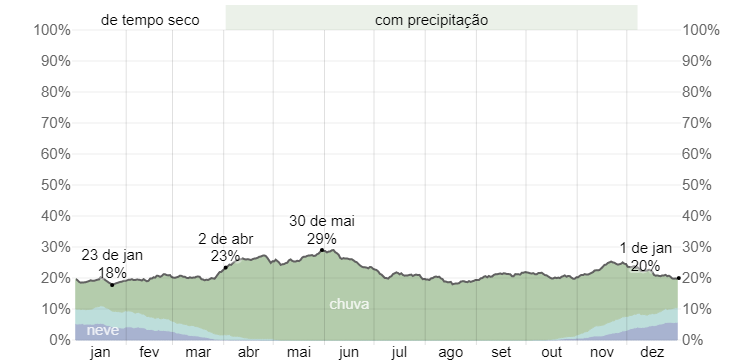 de tempo seco com precipitação
100% 100%
90% 90%
80% 80%
70% 70%
60% 60%
50% 50%
40% 40%
30% 30%
30 de mai
29%
2 de abr
23%
23 de jan
18%
1 de jan
20%
20% 20%
chuva
10% 10%
neve
0% 0%
jan fev mar abr mai jun jul ago set out nov dez